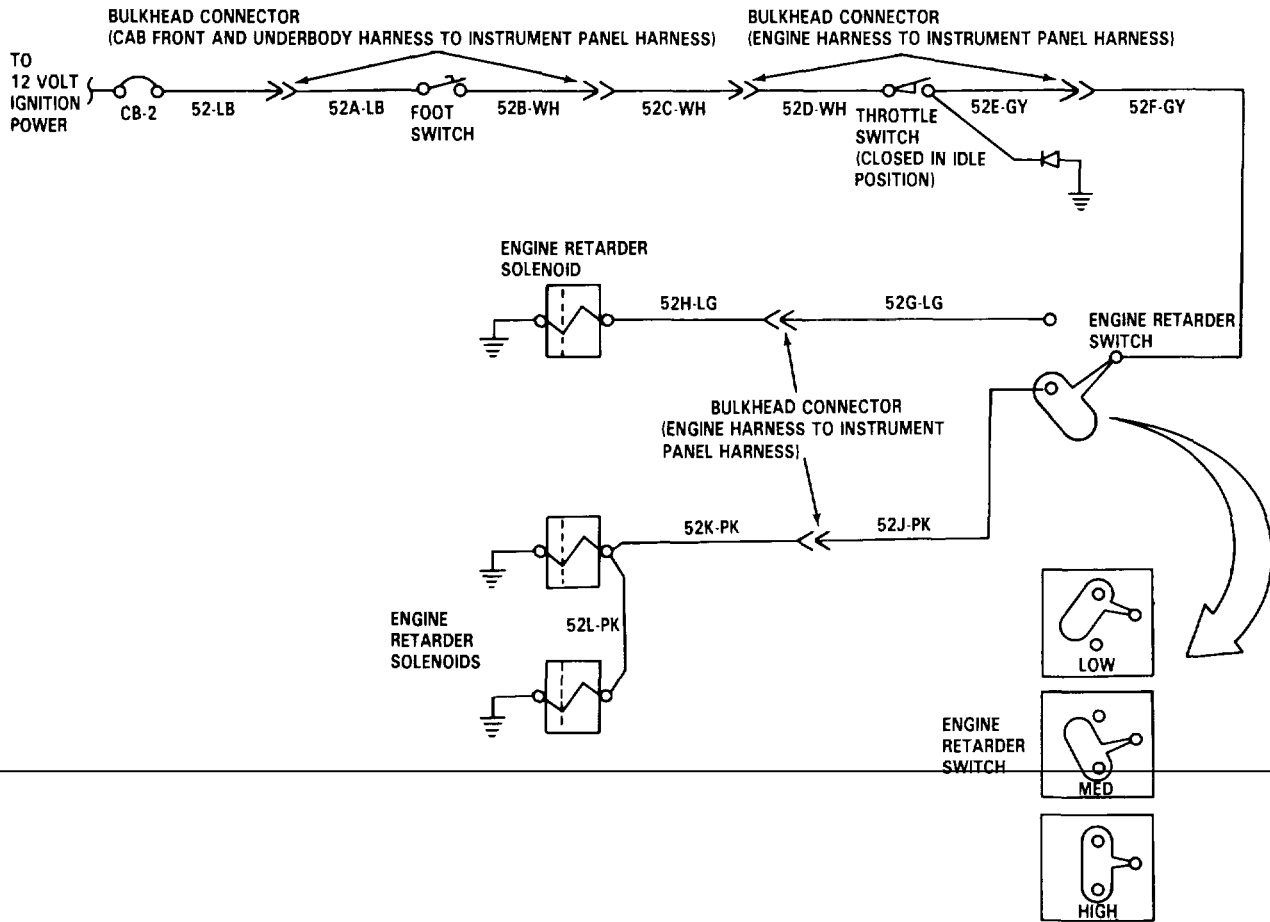 BULKHEAD CONNECTOR
(CAB FRONT AND UNDERBODY HARNESS TO INSTRUMENT PANEL HARNESS)
BULKHEAD CONNECTOR
(ENGINE HARNESS TO INSTRUMENT PANEL HARNESS)
TO
12 VOLT
IGNITION
POWER
CB-2
52-LB
52A-LB
FOOT
SWITCH
52B-WH
52C-WH
52D-WH
THROTTLE
SWITCH
(CLOSED IN IDLE
POSITION)
52E-GY
52F-GY
ENGINE RETARDER
SOLENOID
52H-LG
52G-LG
ENGINE RETARDER
SWITCH
BULKHEAD CONNECTOR
(ENGINE HARNESS TO INSTRUMENT
PANEL HARNESS)
52K-PK
52J-PK
ENGINE
RETARDER
SOLENOIDS
52L-PK
LOW
ENGINE
RETARDER
SWITCH
MED
HIGH